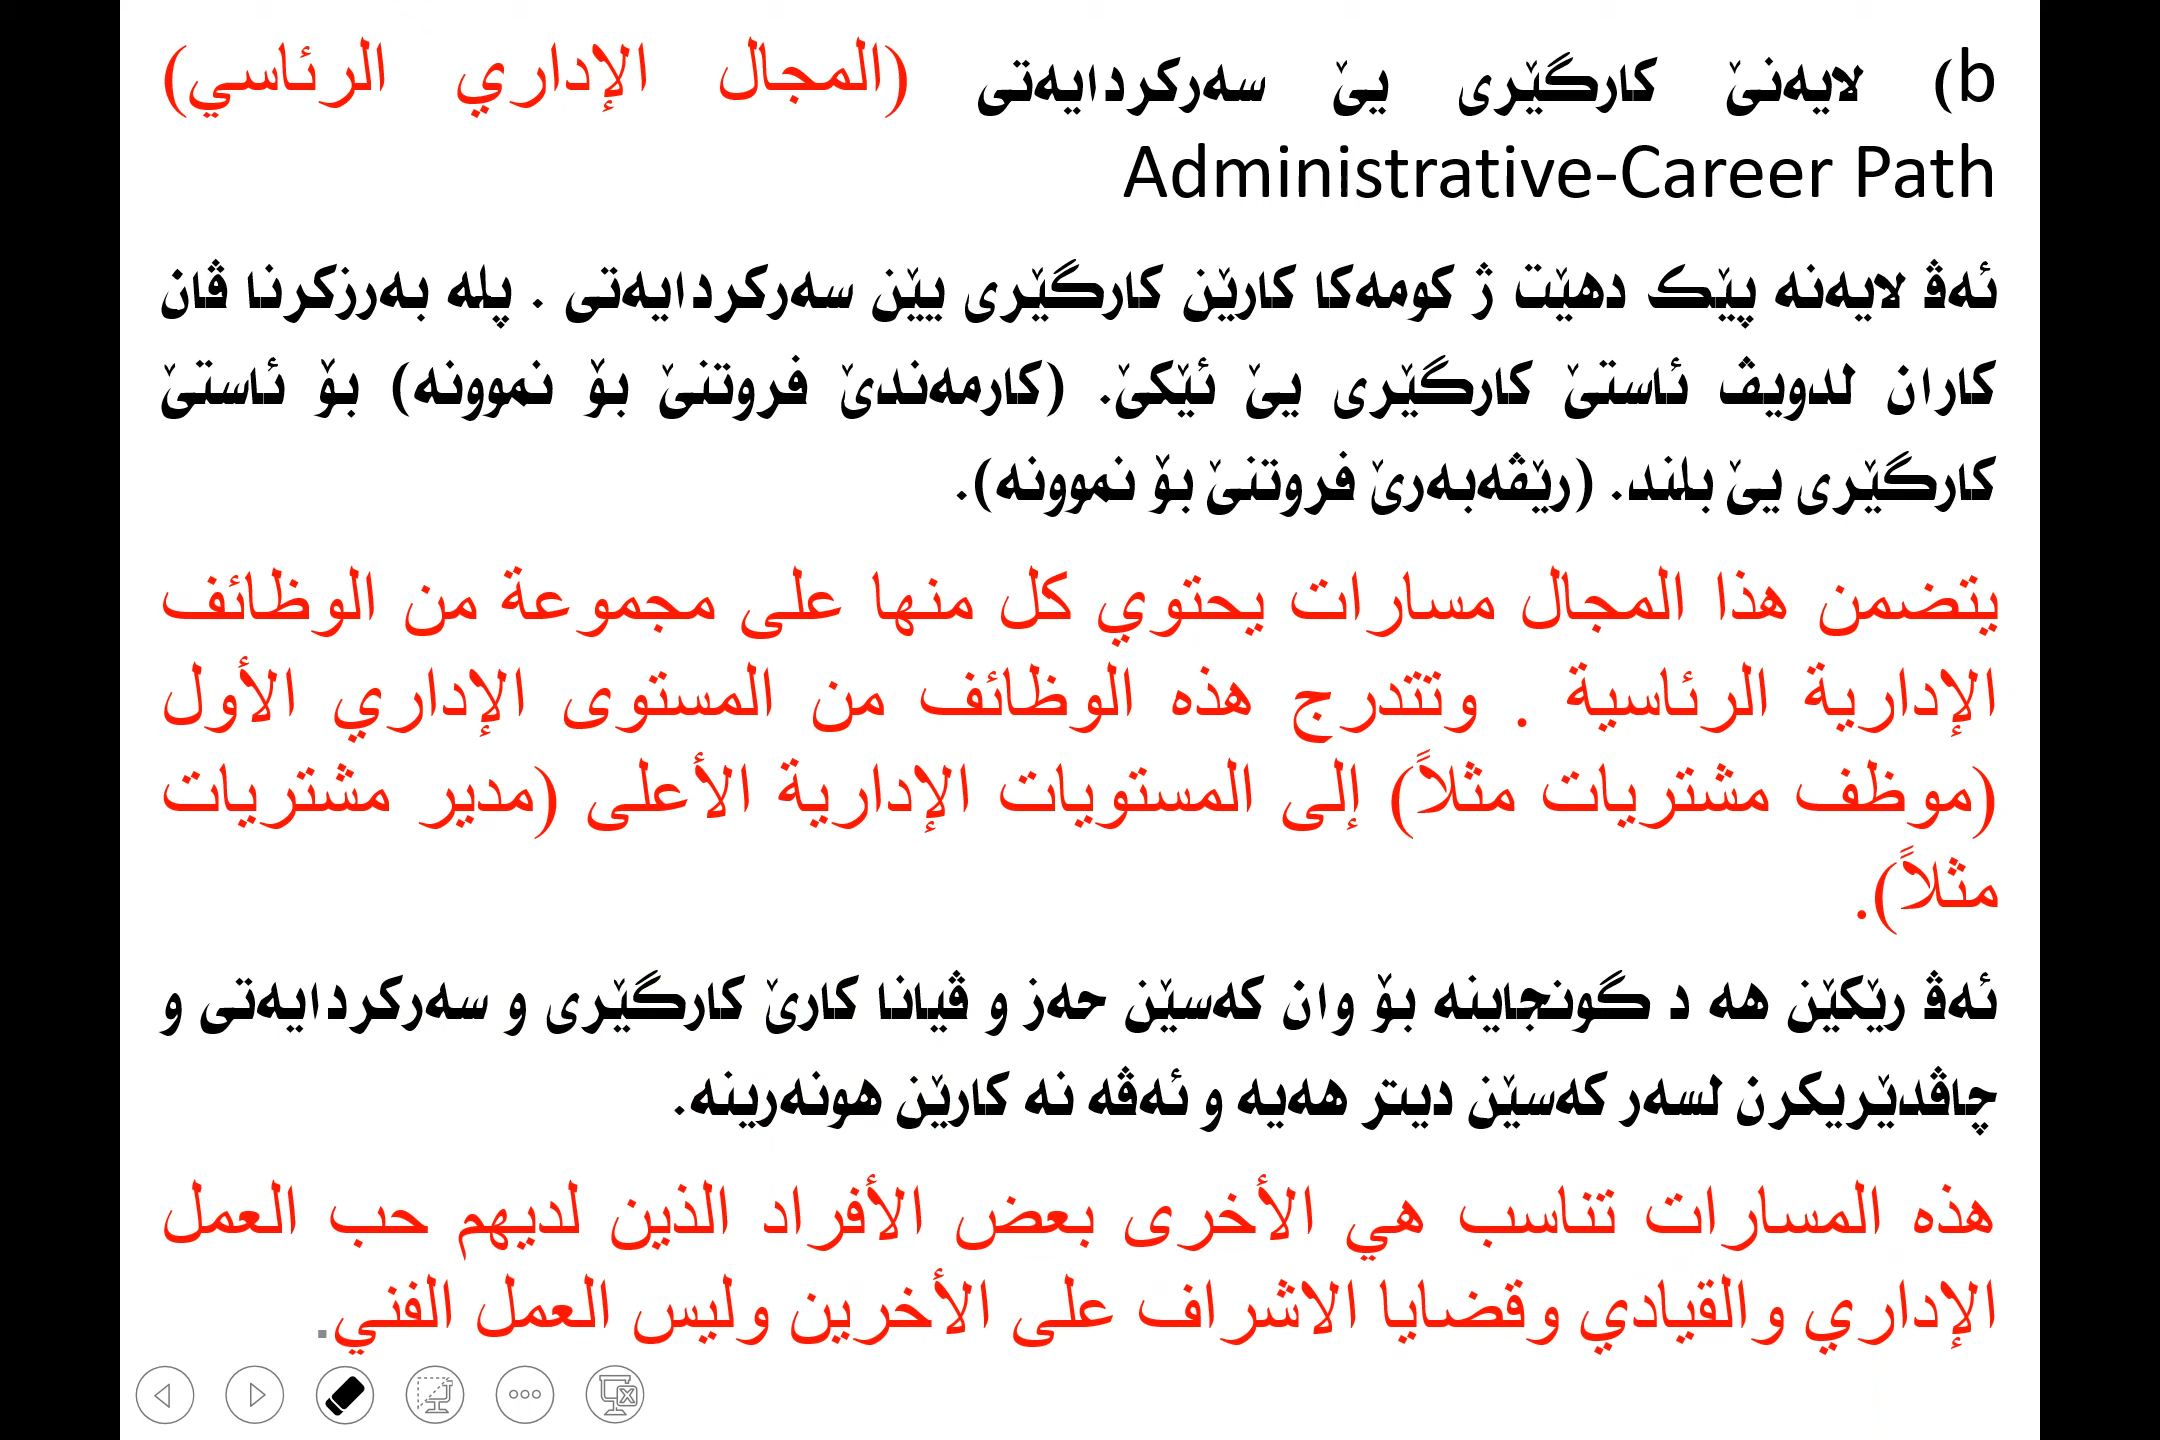 b) لایەنێ کارگێری یێ سەرکردایەتی (المجال الإداري الرئاسي)
Administrative-Career Path
ئەڤ لایەنە پێک دهێت ژ کومەکا کارێن کارگێری یێن سەرکردایەتی . پلە بەرزکرنا ڤان
کاران لدویڤ ئاستێ کارگێری یێ ئێکێ. (کارمەندێ فروتنێ بۆ نموونە) بۆ ئاستێ
کارگێری یێ بلند. (رێڤەبەرێ فروتنێ بۆ نموونە).
يتضمن هذا المجال مسارات يحتوي كل منها على مجموعة من الوظائف
الإدارية الرئاسية . وتتدرج هذه الوظائف من المستوى الإداري الأول
(موظف مشتريات مثلاً) إلى المستويات الإدارية الأعلى (مدير مشتريات
مثلاً).
ئەڤ رێکێن هە د گونجاینە بۆ وان کەسێن حەز و ڤیانا کارێ کارگێری و سەرکردایەتی و
چاڤدێریکرن لسەر کەسێن دیتر هەیە و ئەڤە نە کارێن هونەرینە.
هذه المسارات تناسب هي الأخرى بعض الأفراد الذين لديهم حب العمل
الإداري والقيادي وقضايا الاشراف على الأخرين وليس العمل الفني.